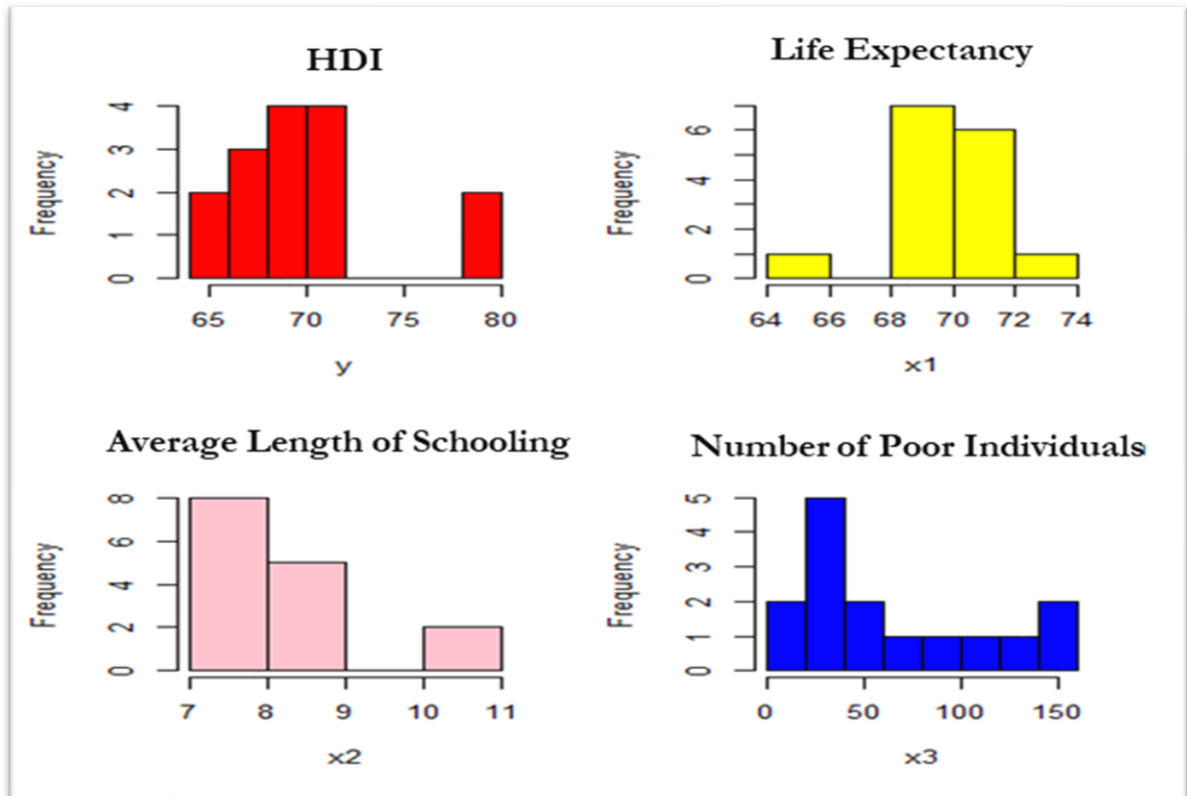 HDI
Frequency
0 1 2 3 4
65 70 75 80
y
Life Expectancy
Frequency
0 2 4 6
64 66 68 70 72 74
x1
Average Length of Schooling
Frequency
0 2 4 6 8
7 8 9 10 11
x2
Number of Poor Individuals
Frequency
0 1 2 3 4 5
0 50 100 150
x3